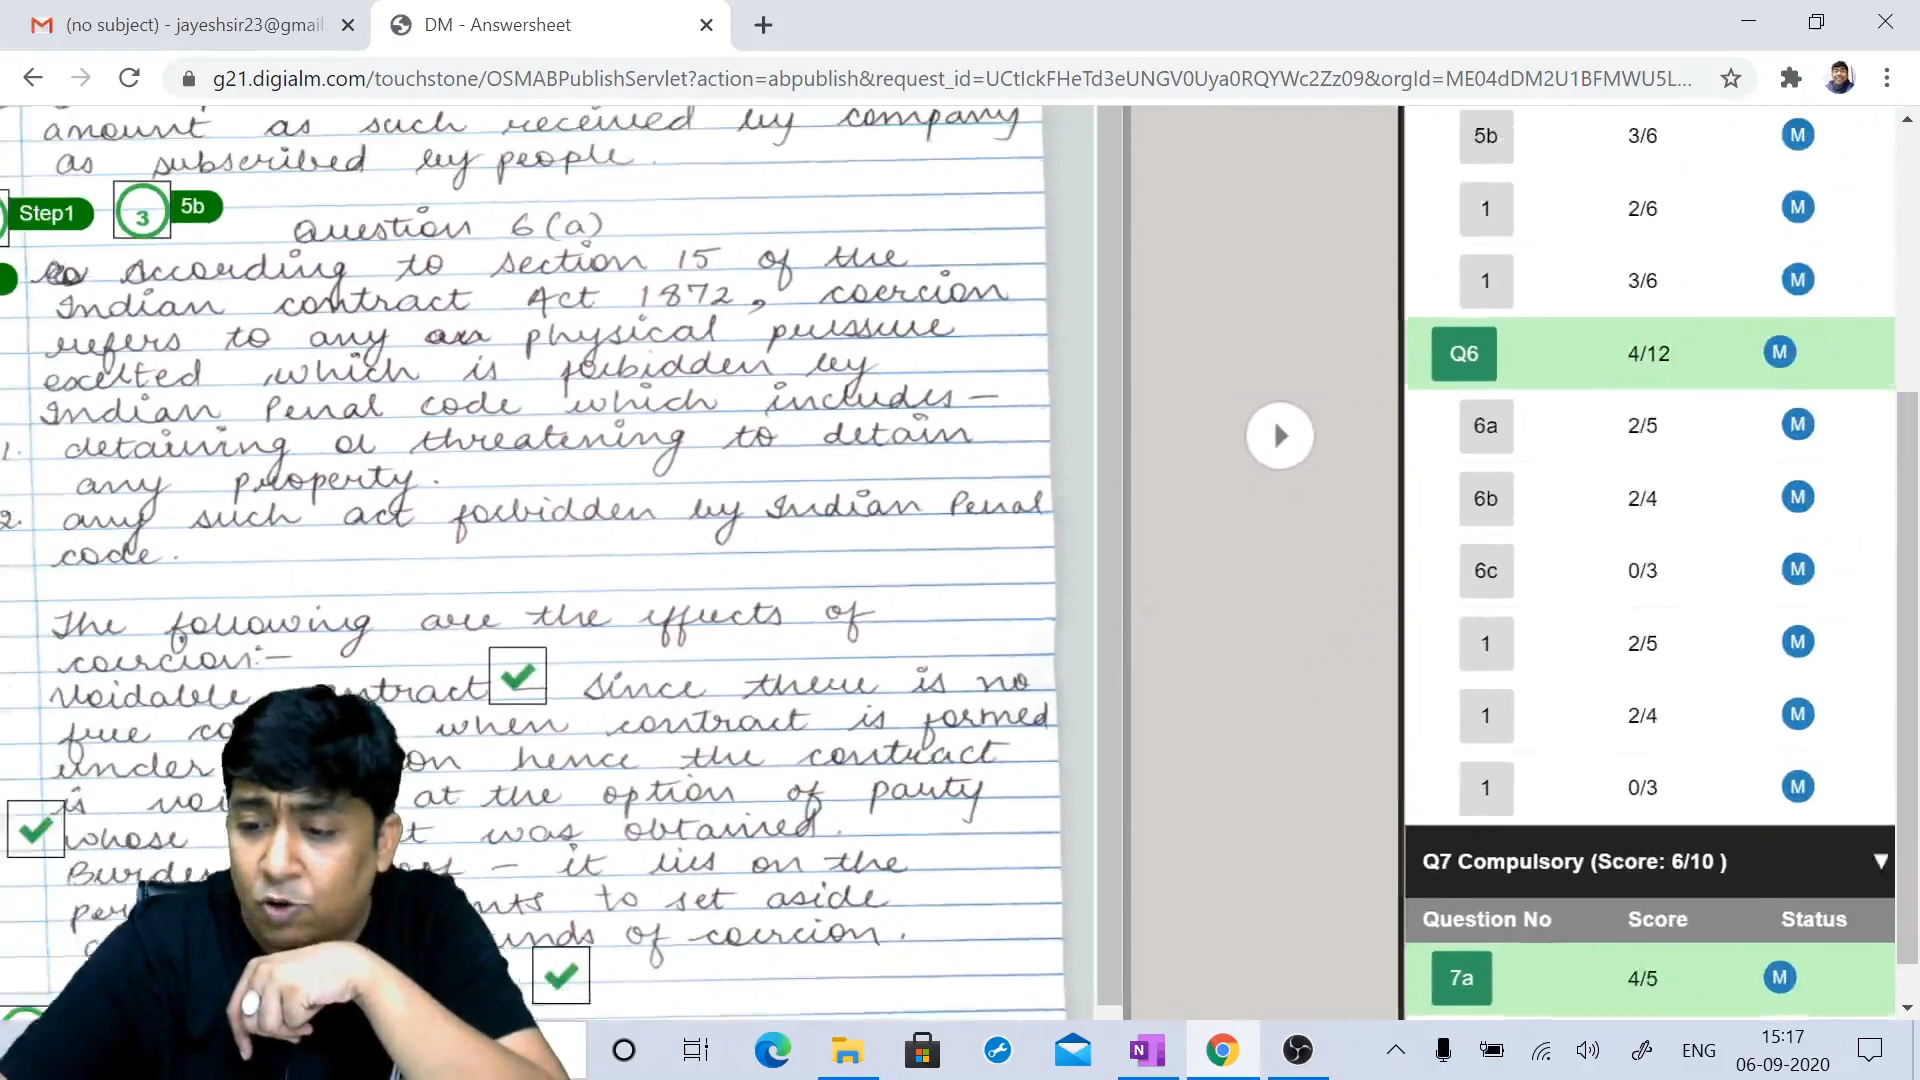 (no subject) - jayeshsir23@gmail.
DM - Answersheet
g21.digialm.com/touchstone/OSMABPublishServlet?action=abpublish&request_id=UCtIckFHeTd3eUNGV0Uya0RQYWc2Zz09&orgId=ME04dDM2U1BFMWU5L...
amount as such received by company
as subscribed by people.
Step1 3 5b
Question 6(a)
According to section 15 of the
Indian contract Act 1872, coercion
refers to any physical pressure
excelted which is forbidden by
Indian Penal code which includes –
1. detaining or threatening to detain
any property.
2. any such act forbidden by Indian Penal
code.
The following are the effects of
coercion:-
Voidable contract since there is no
free when contract is formed
under hence the contract
is at the option of party
whose was obtained.
– it lies on the
to set aside
of coercion.
5b 3/6 M
1 2/6 M
1 3/6 M
Q6 4/12 M
6a 2/5 M
6b 2/4 M
6c 0/3 M
1 2/5 M
1 2/4 M
1 0/3 M
Q7 Compulsory (Score: 6/10 )
Question No Score Status
7a 4/5 M
N
ENG
15:17
06-09-2020